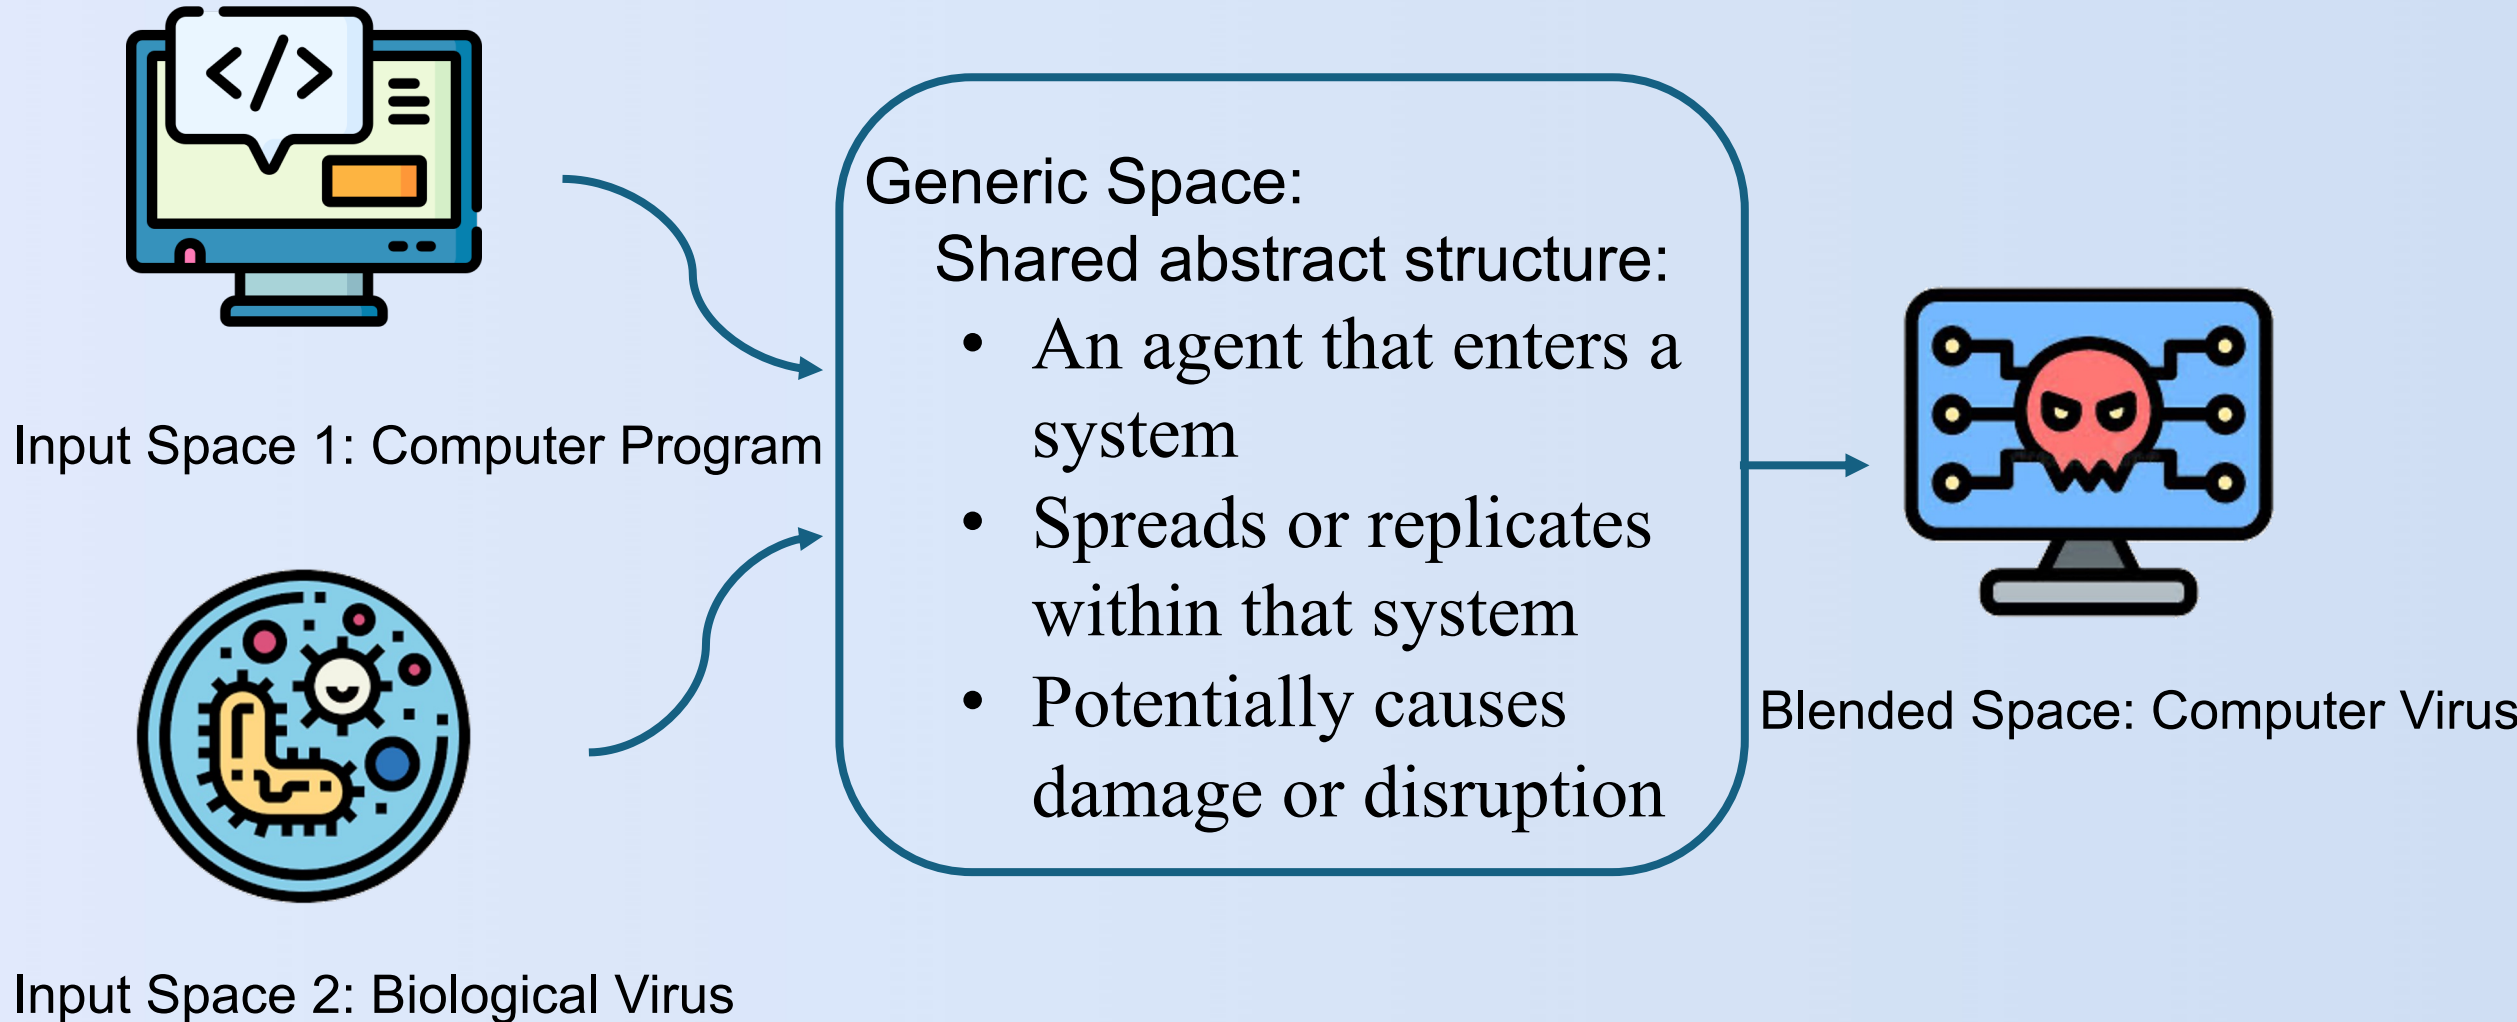 </>
Input Space 1: Computer Program
Input Space 2: Biological Virus
Generic Space:
Shared abstract structure:
• An agent that enters a
system
• Spreads or replicates
within that system
• Potentially causes
damage or disruption
Blended Space: Computer Virus